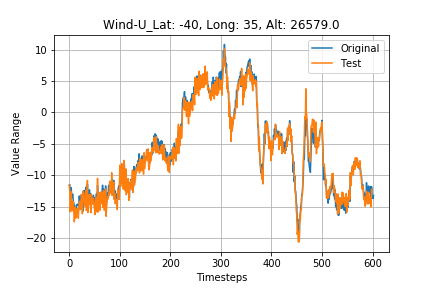 Wind-U_Lat: -40, Long: 35, Alt: 26579.0
Original
Test
Value Range
10
5
0
−5
−10
−15
−20
0 100 200 300 400 500 600
Timesteps